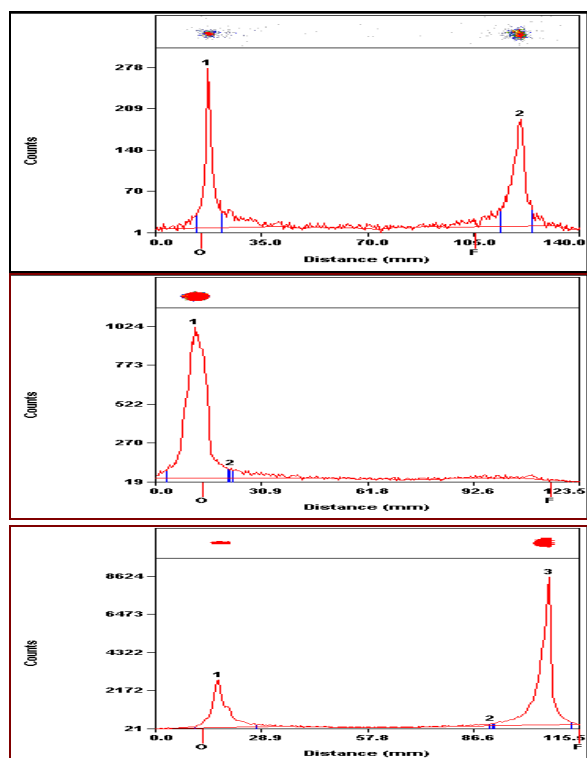 1
2
278
209
140
70
1
Counts
0.0 35.0 70.0 105.0 140.0
O F
Distance (mm)
1
2
1024
773
522
270
19
Counts
0.0 30.9 61.8 92.6 123.5
O F
Distance (mm)
1
2
3
8624
6473
4322
2172
21
Counts
0.0 28.9 57.8 86.6 115.5
O F
Distance (mm)